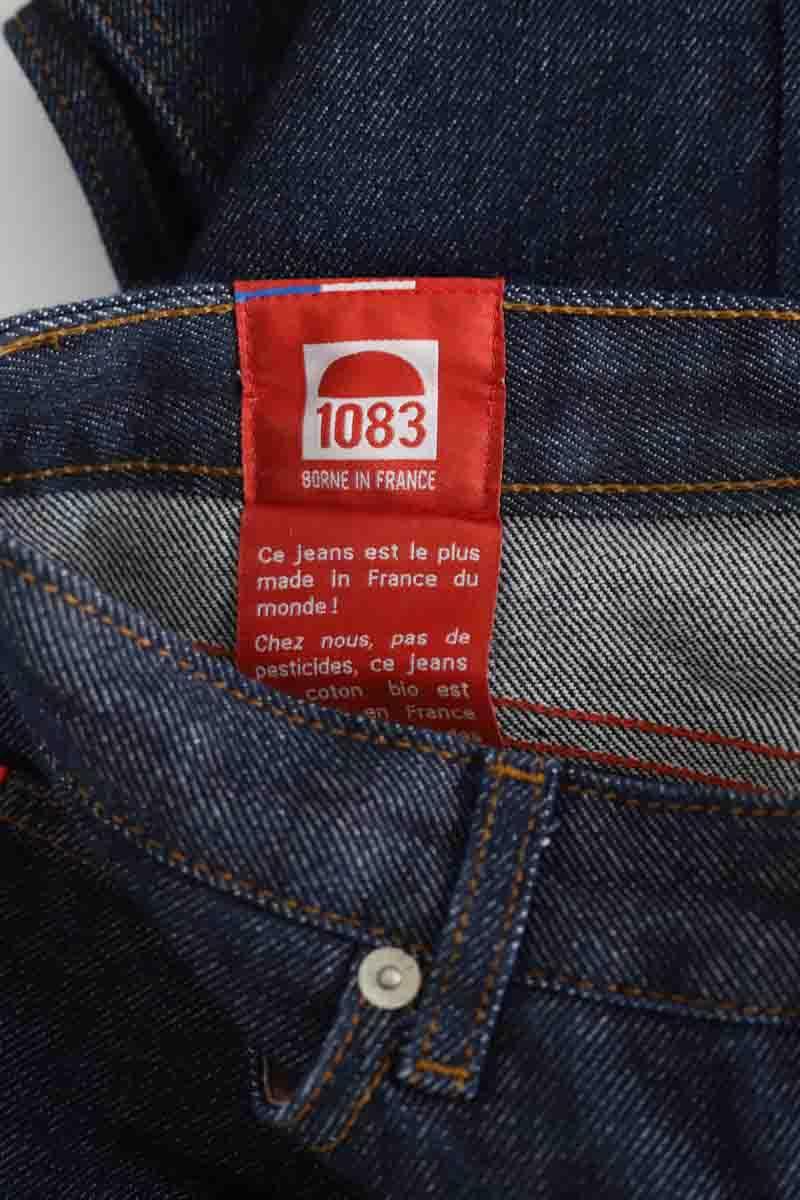 1083
BORNE IN FRANCE
Ce jeans est le plus
made in France du
monde !
Chez nous, pas de
pesticides, ce jeans
coton bio est
en France